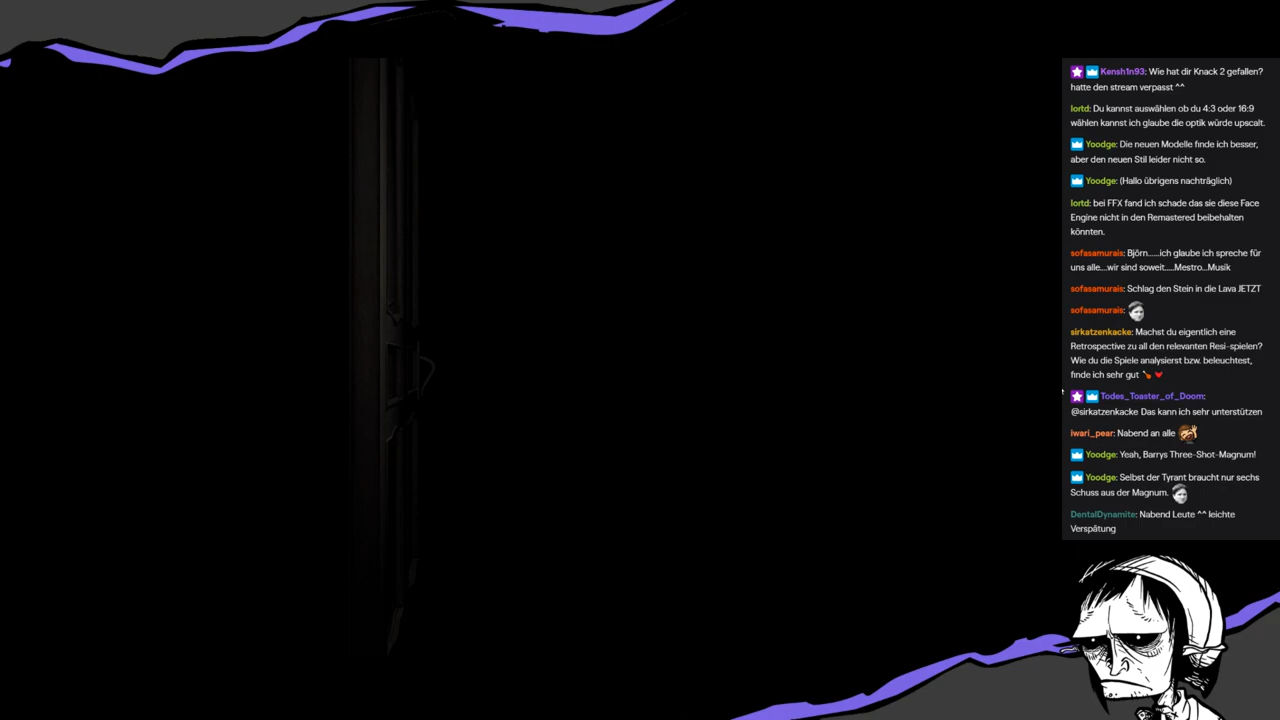 Kensh1n93: Wie hat dir Knack 2 gefallen?
hatte den stream verpasst ^^
lortd: Du kannst auswählen ob du 4:3 oder 16:9
wählen kannst ich glaube die optik würde upscalt.
Yoodge: Die neuen Modelle finde ich besser,
aber den neuen Stil leider nicht so.
Yoodge: (Hallo übrigens nachträglich)
lortd: bei FFX fand ich schade das sie diese Face
Engine nicht in den Remastered beibehalten
könnten.
sofasamurais: Björn......ich glaube ich spreche für
uns alle....wir sind soweit.....Mestro...Musik
sofasamurais: Schlag den Stein in die Lava JETZT
sofasamurais:
sirkatzenkacke: Machst du eigentlich eine
Retrospective zu all den relevanten Resi-spielen?
Wie du die Spiele analysierst bzw. beleuchtest,
finde ich sehr gut
Todes_Toaster_of_Doom:
@sirkatzenkacke Das kann ich sehr unterstützen
iwari_pear: Nabend an alle
Yoodge: Yeah, Barrys Three-Shot-Magnum!
Yoodge: Selbst der Tyrant braucht nur sechs
Schuss aus der Magnum.
DentalDynamite: Nabend Leute ^^ leichte
Verspätung